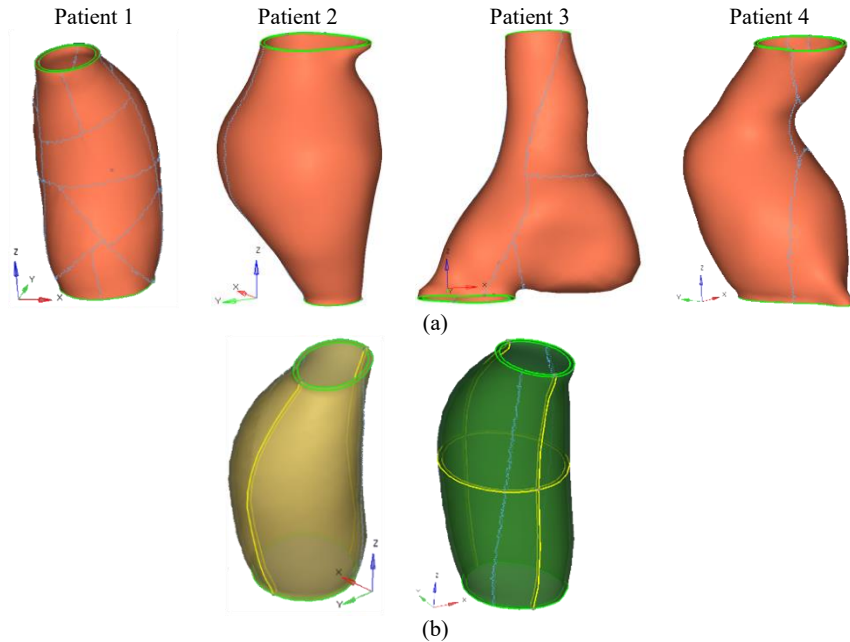 Patient 1 Patient 2 Patient 3 Patient 4
Z Y X
Z X Y
Z Y X
Z Y X
(a)
Z X Y
Z Y X
(b)